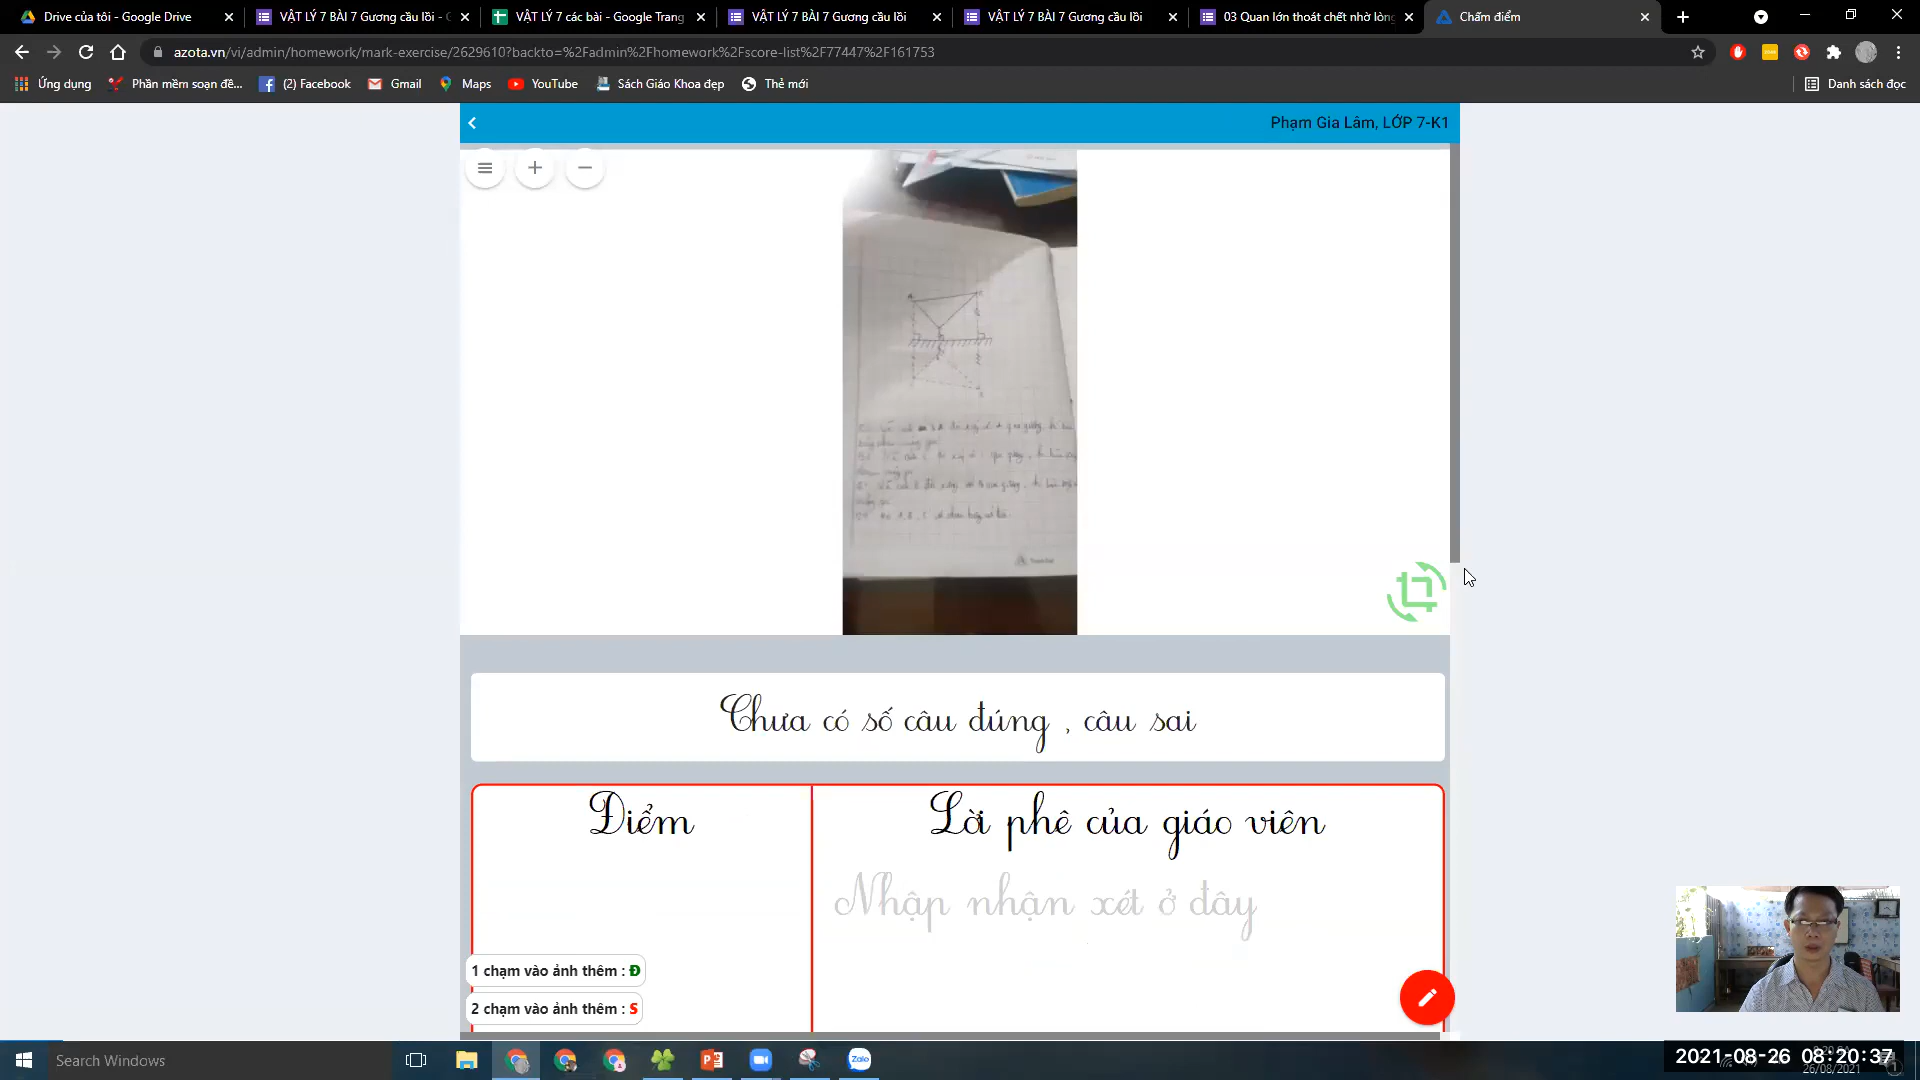 Drive của tôi - Google Drive
VẬT LÝ 7 BÀI 7 Gương cầu lồi -
VẬT LÝ 7 các bài - Google Trang
VẬT LÝ 7 BÀI 7 Gương cầu lồi
VẬT LÝ 7 BÀI 7 Gương cầu lồi
03 Quan lớn thoát chết nhờ lòng
Chấm điểm
azota.vn/vi/admin/homework/mark-exercise/2629610?backto=%2Fadmin%2Fhomework%2Fscore-list%2F77447%2F161753
Ứng dụng
Phần mềm soạn đề...
(2) Facebook
Gmail
Maps
YouTube
Sách Giáo Khoa đẹp
Thẻ mới
Danh sách đọc
Phạm Gia Lâm, LỚP 7-K1
Chưa có số câu đúng , câu sai
Điểm
Lời phê của giáo viên
Nhập nhận xét ở đây
1 chạm vào ảnh thêm : Đ
2 chạm vào ảnh thêm : S
Search Windows
Zalo
2021-08-26 08:20:37
26/08/2021